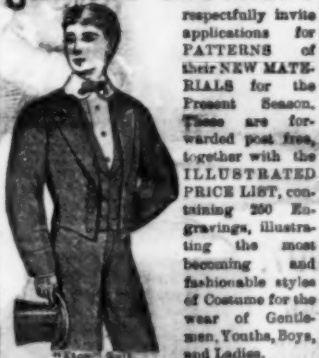 respectfully invite
applications for
PATTERNS of
their NEW MATE-
RIALS for the
Present Season.
These are for-
warded post free,
together with the
ILLUSTRATED
PRICE LIST, con-
taining 250 En-
gravings, illustra-
ting the most
becoming and
fashionable styles
of Costume for the
wear of Gentle-
men, Youths, Boys,
and Ladies.